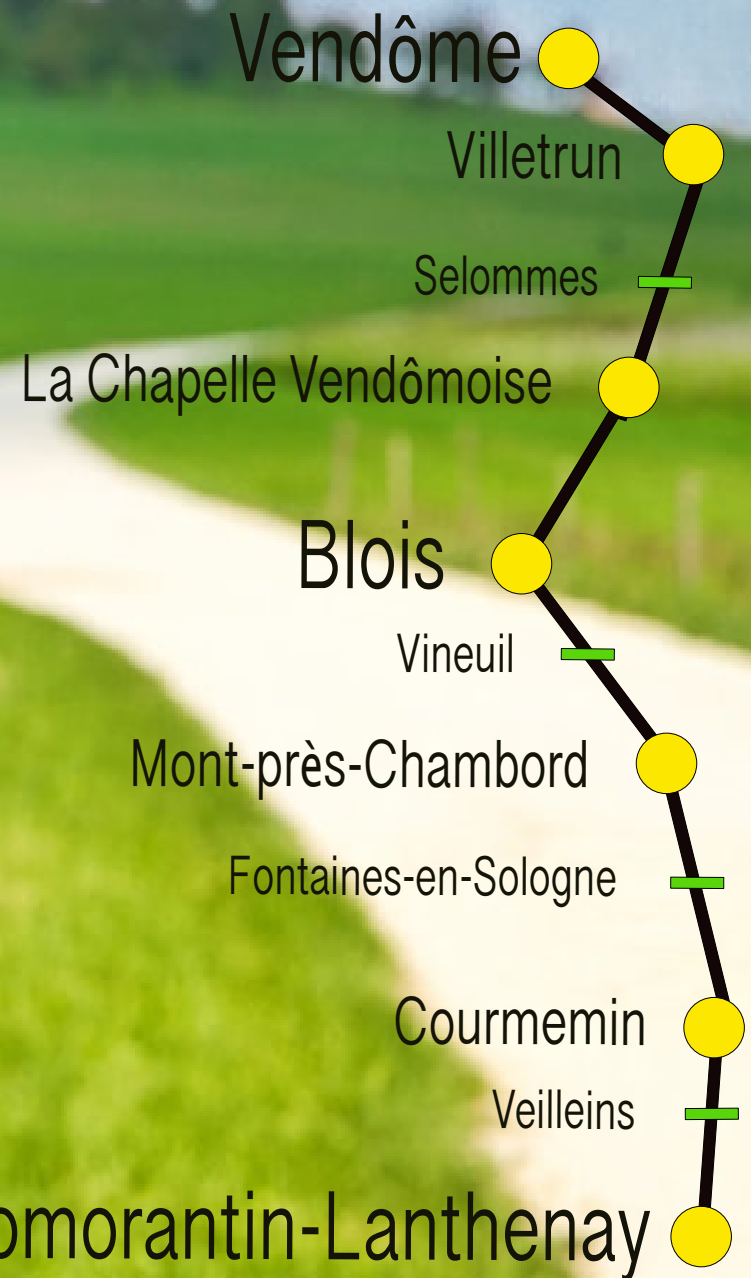 Vendôme
Villetrun
Selommes
La Chapelle Vendômoise
Blois
Vineuil
Mont-près-Chambord
Fontaines-en-Sologne
Courmemin
Veilleins
omorantin-Lanthenay